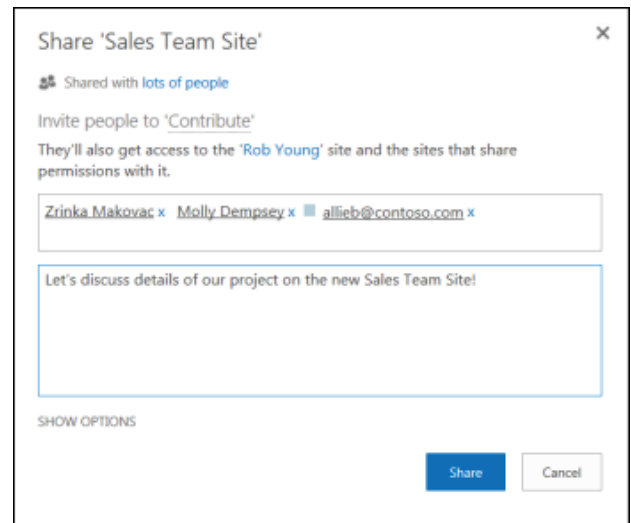 Share 'Sales Team Site'
Shared with lots of people
Invite people to 'Contribute'
They'll also get access to the 'Rob Young' site and the sites that share
permissions with it.
Zrinka Makovac x Molly Dempsey x allieb@contoso.com x
Let's discuss details of our project on the new Sales Team Site!
SHOW OPTIONS
Share Cancel